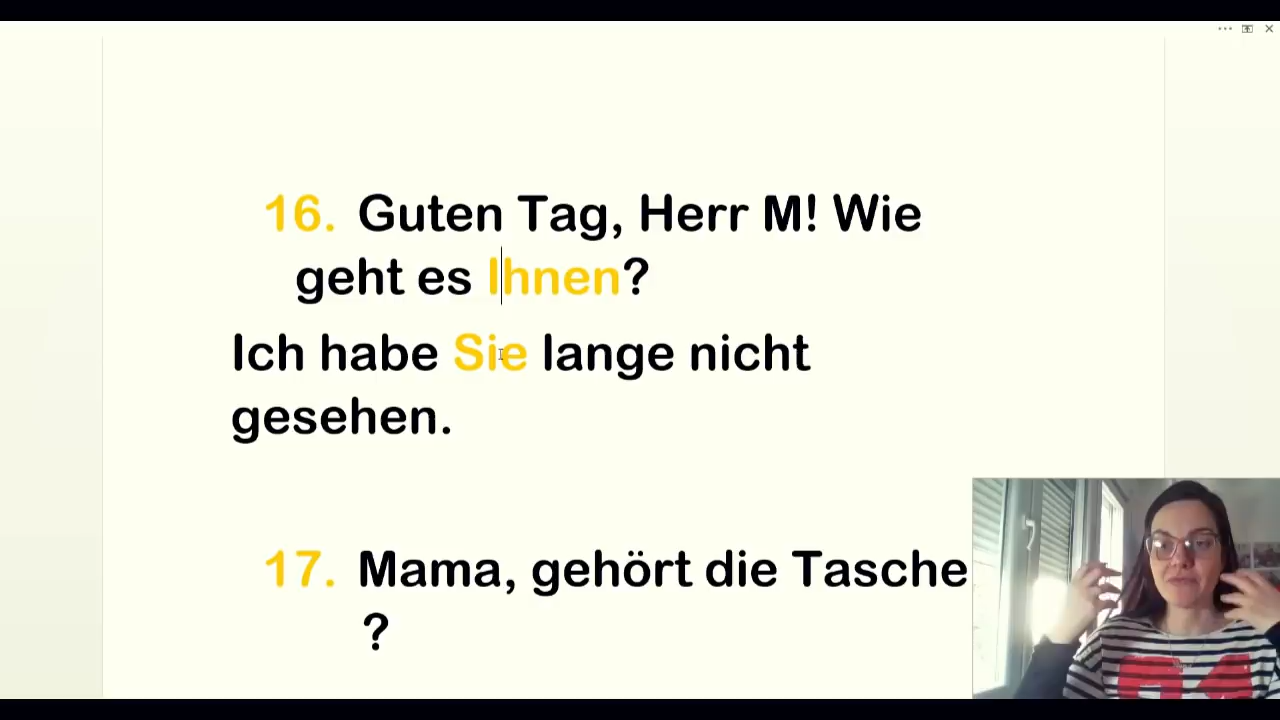 16. Guten Tag, Herr M! Wie
geht es Ihnen?
Ich habe Sie lange nicht
gesehen.
17. Mama, gehört die Tasche
?